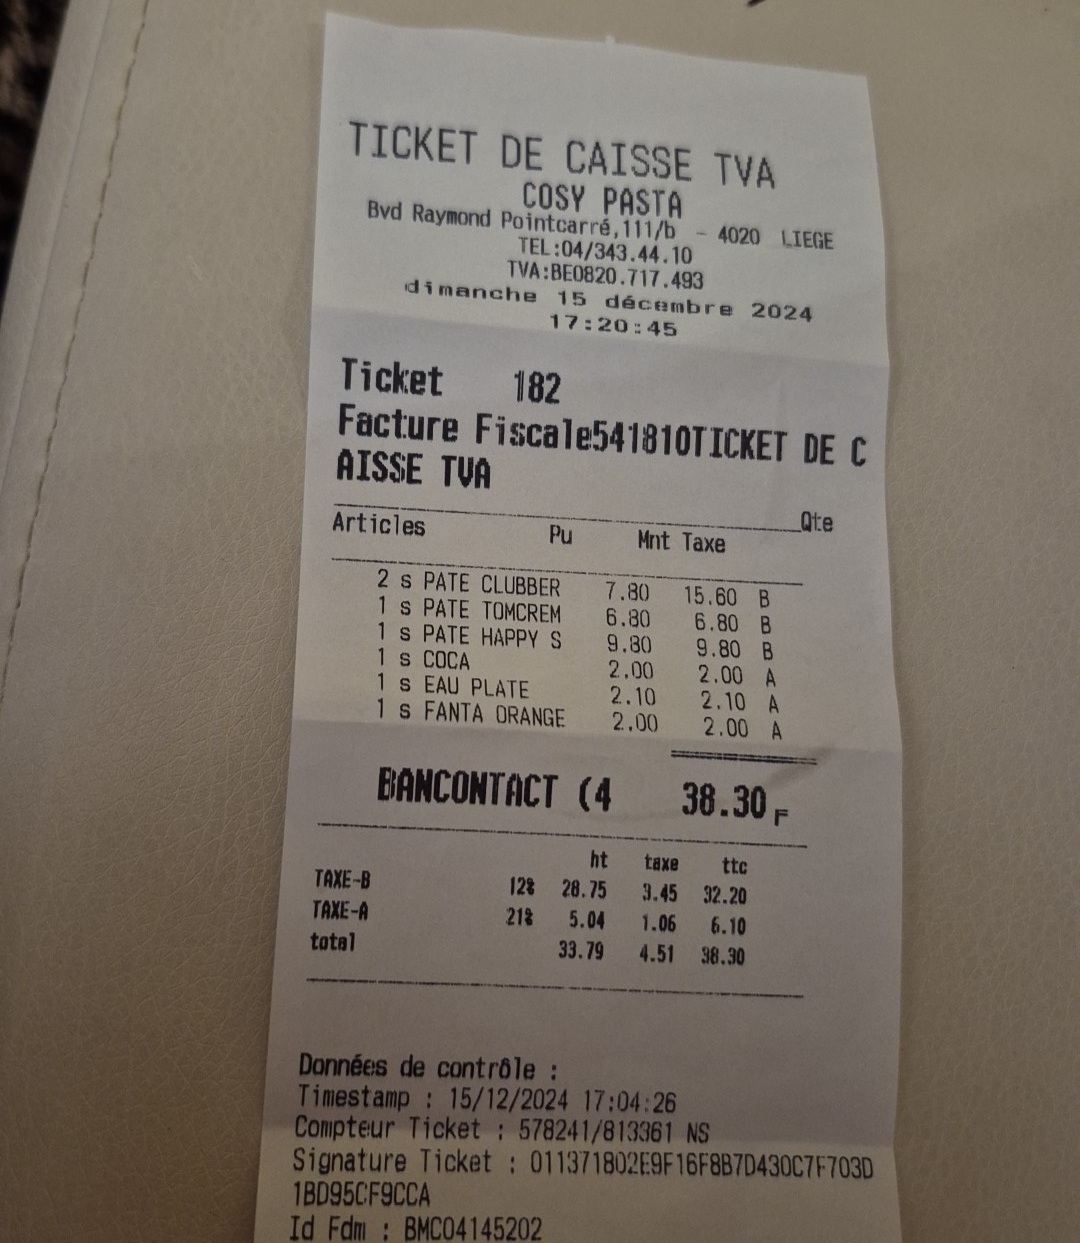 TICKET DE CAISSE TVA
COSY PASTA
Bvd Raymond Pointcarré,111/b - 4020 LIEGE
TEL:04/343.44.10
TVA:BE0820.717.493
dimanche 15 décembre 2024
17:20:45
Ticket 182
Facture Fiscale541810TICKET DE C
AISSE TVA
Qte
Articles Pu Mnt Taxe
2 s PATE CLUBBER 7.80 15.60 B
1 s PATE TOMCREM 6.80 6.80 B
1 s PATE HAPPY S 9.80 9.80 B
1 s COCA 2.00 2.00 A
1 s EAU PLATE 2.10 2.10 A
1 s FANTA ORANGE 2.00 2.00 A
BANCONTACT (4 38.30 F
ht taxe ttc
TAXE-B 12% 28.75 3.45 32.20
TAXE-A 21% 5.04 1.06 6.10
total 33.79 4.51 38.30
Données de contrôle :
Timestamp : 15/12/2024 17:04:26
Compteur Ticket : 578241/813361 NS
Signature Ticket : 011371802E9F16F8B7D430C7F703D
1BD95CF9CCA
Id Fdm : BMC04145202